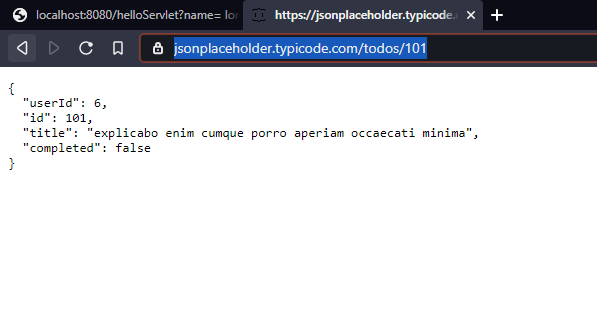 localhost:8080/helloServlet?name= lor
https://jsonplaceholder.typicode.
jsonplaceholder.typicode.com/todos/101
{
"userId": 6,
"id": 101,
"title": "explicabo enim cumque porro aperiam occaecati minima",
"completed": false
}